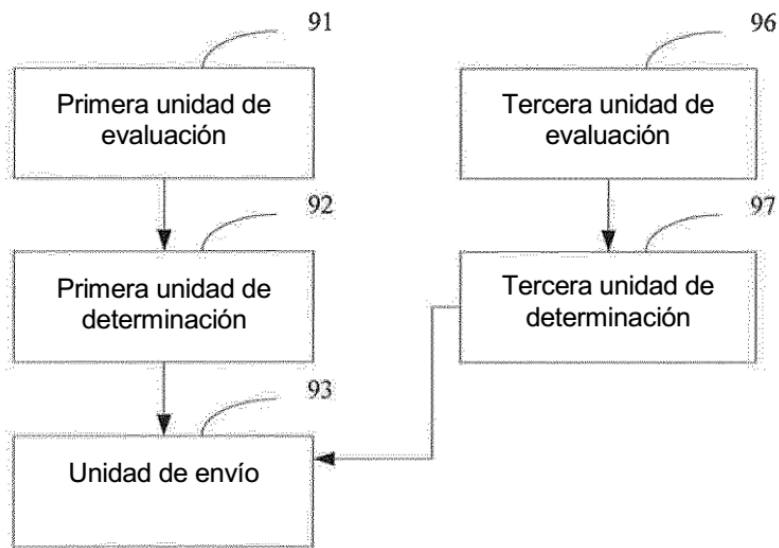 91
Primera unidad de
evaluación
92
Primera unidad de
determinación
93
Unidad de envío
96
Tercera unidad de
evaluación
97
Tercera unidad de
determinación